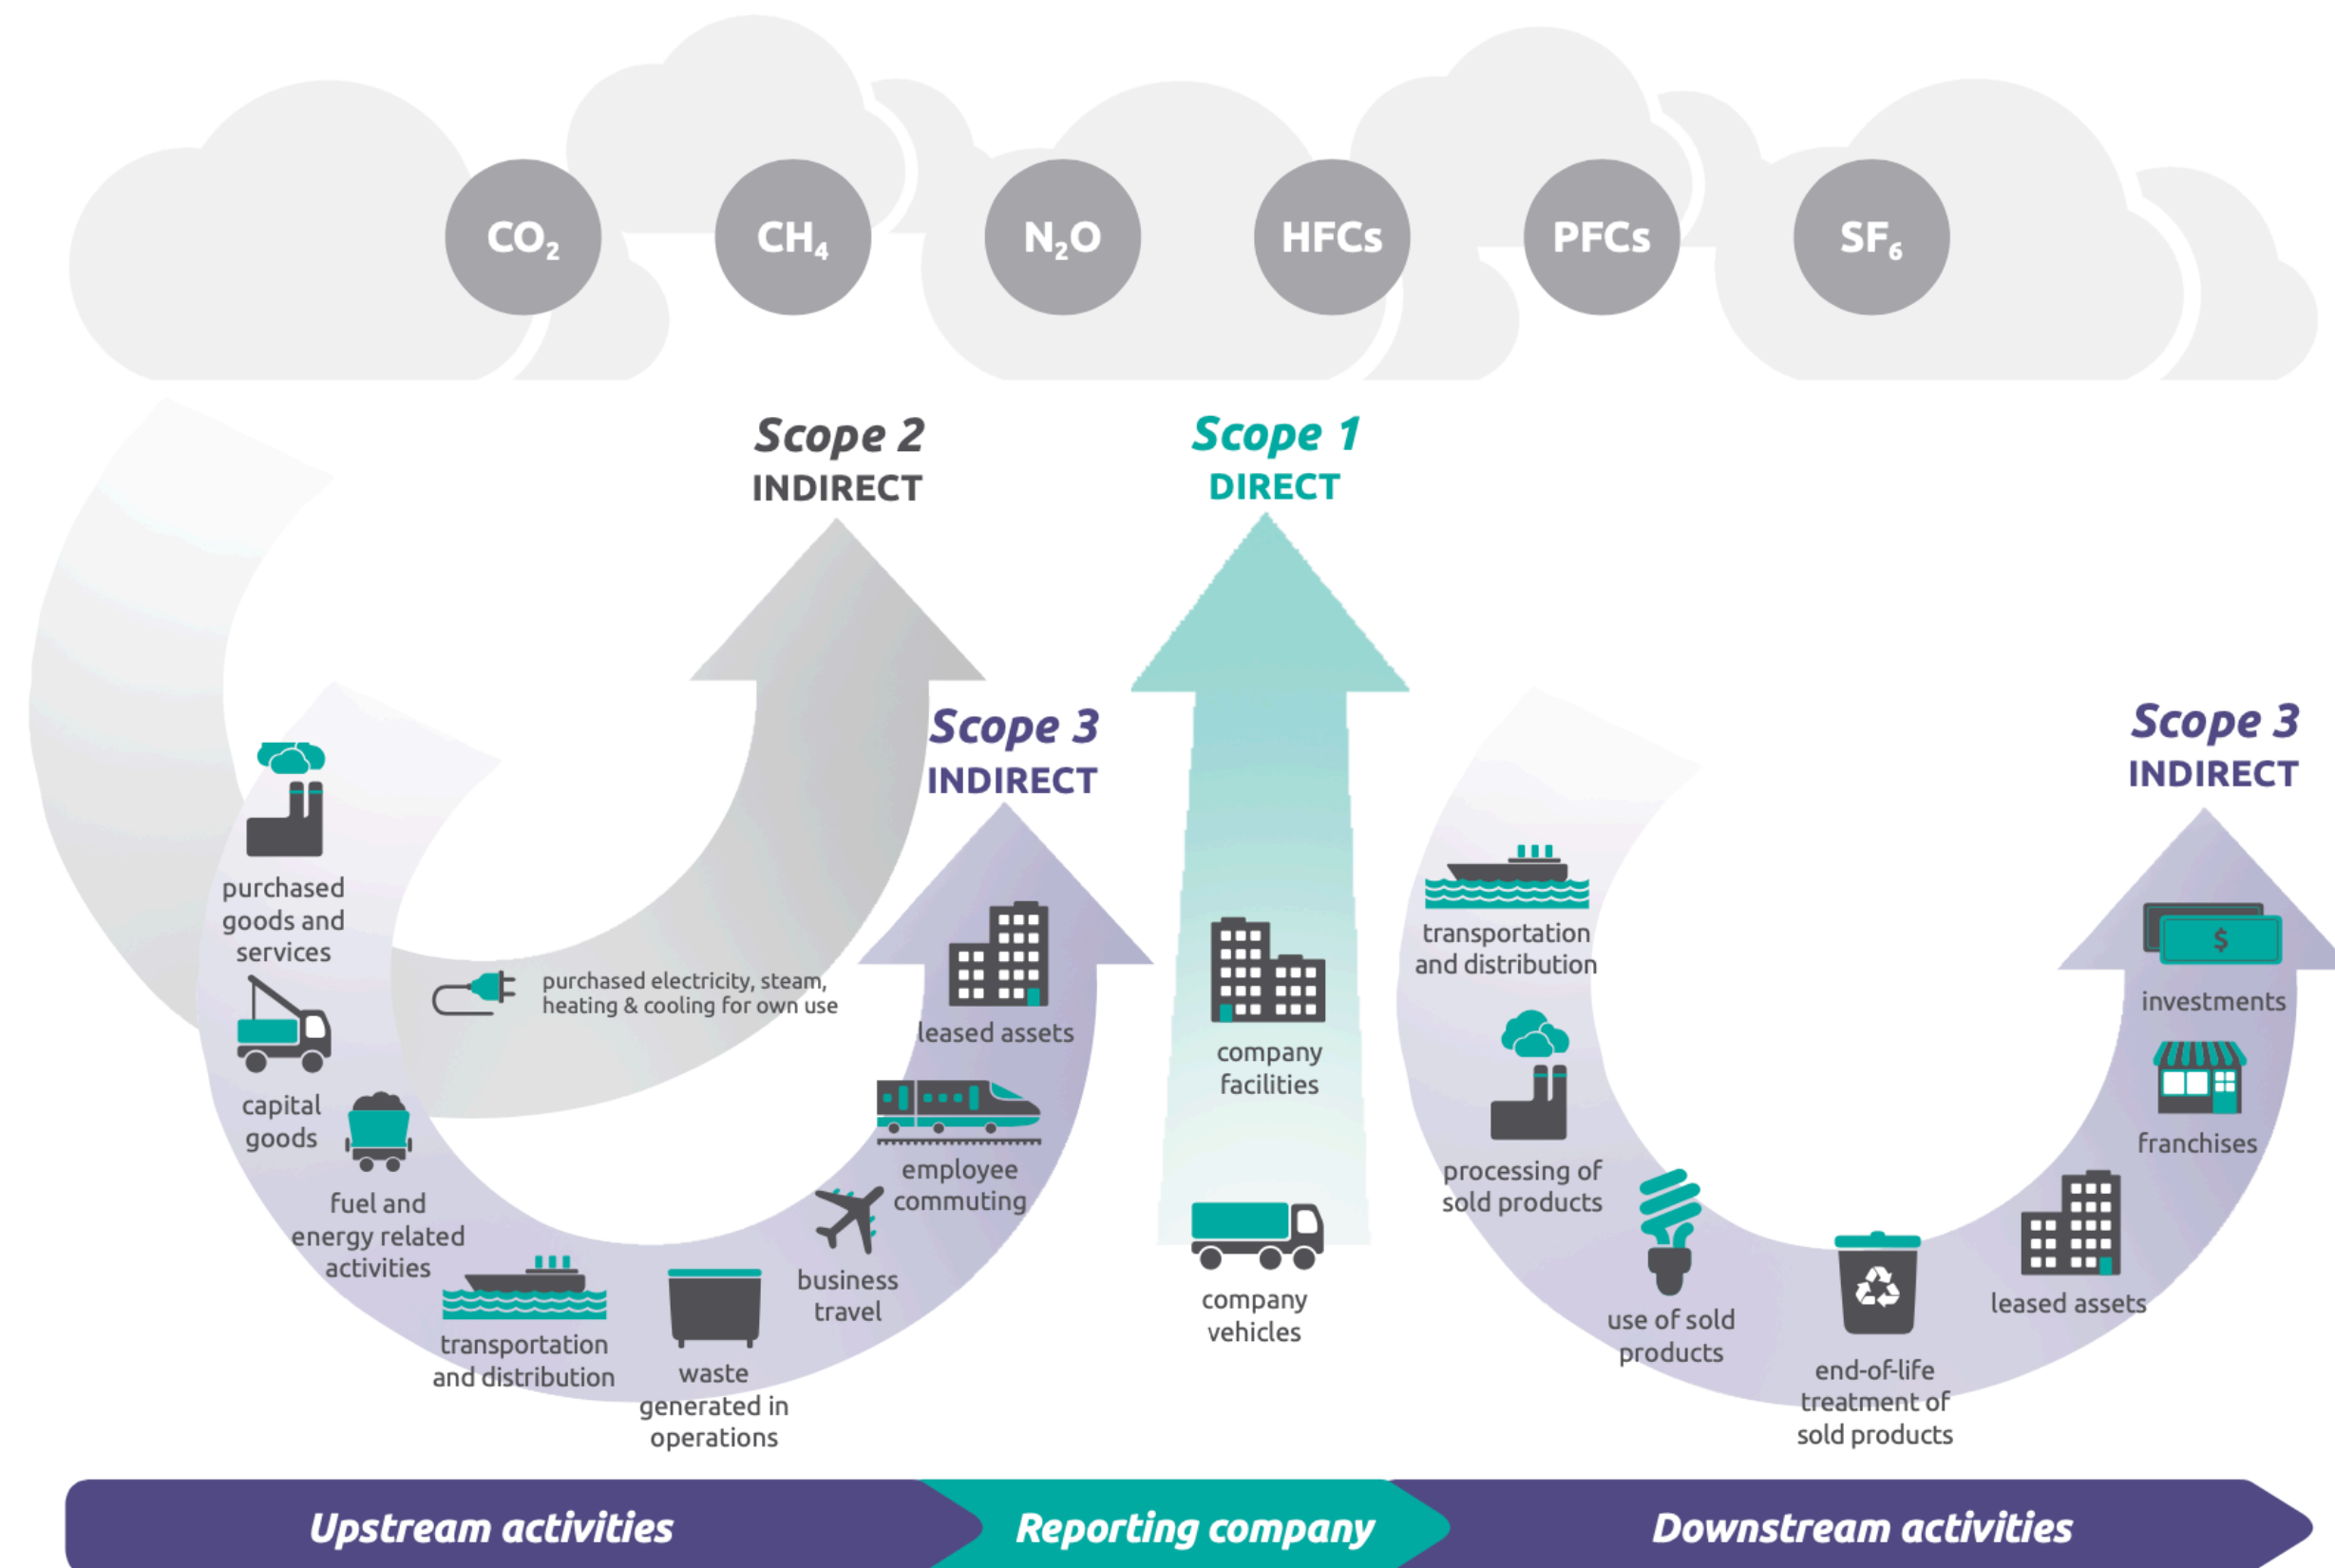 CO₂
CH₄
N₂O
HFCs
PFCs
SF₆
Scope 2
INDIRECT
Scope 1
DIRECT
Scope 3
INDIRECT
Scope 3
INDIRECT
purchased
goods and
services
capital
goods
fuel and
energy related
activities
transportation
and distribution
waste
generated in
operations
business
travel
employee
commuting
leased assets
purchased electricity, steam,
heating & cooling for own use
company
facilities
company
vehicles
transportation
and distribution
processing of
sold products
use of sold
products
end-of-life
treatment of
sold products
leased assets
franchises
$
investments
Upstream activities
Reporting company
Downstream activities